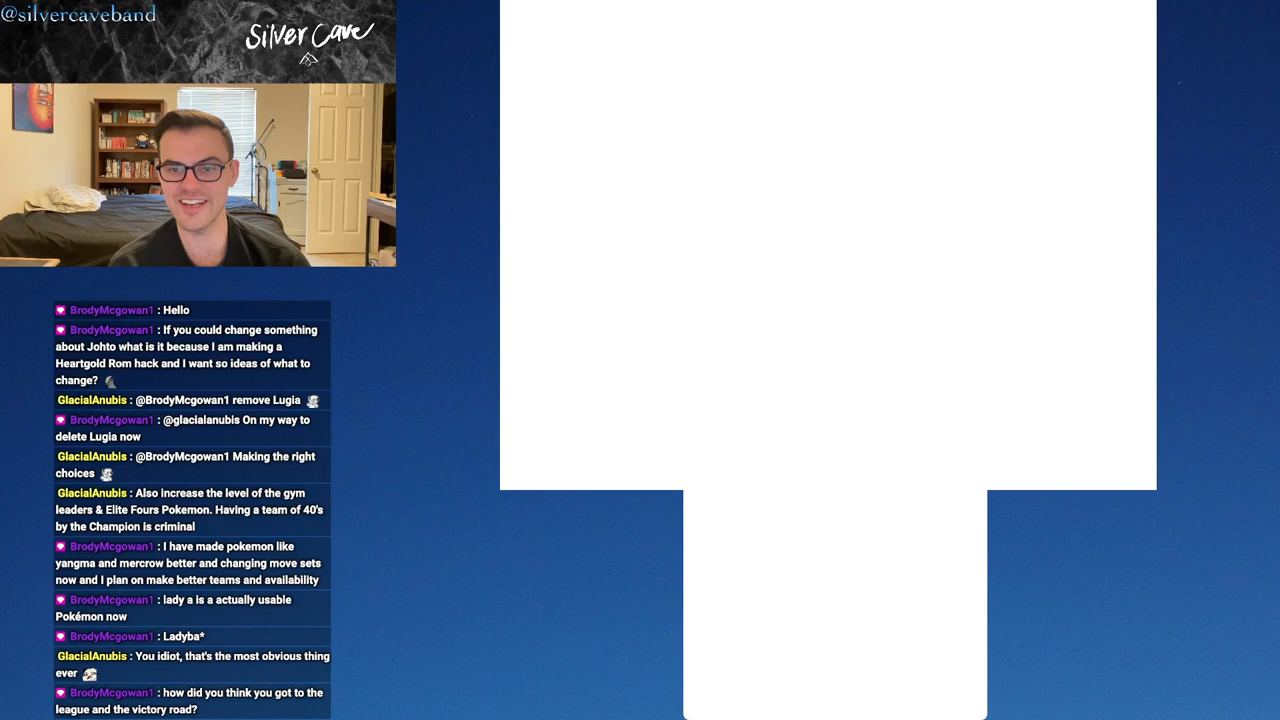 @silvercaveband
Silver Cave
BrodyMcgowan1 : Hello
BrodyMcgowan1 : If you could change something
about Johto what is it because I am making a
Heartgold Rom hack and I want so ideas of what to
change?
GlacialAnubis : @BrodyMcgowan1 remove Lugia
BrodyMcgowan1 : @glacialanubis On my way to
delete Lugia now
GlacialAnubis : @BrodyMcgowan1 Making the right
choices
GlacialAnubis : Also increase the level of the gym
leaders & Elite Fours Pokemon. Having a team of 40's
by the Champion is criminal
BrodyMcgowan1 : I have made pokemon like
yangma and mercrow better and changing move sets
now and I plan on make better teams and availability
BrodyMcgowan1 : lady a is a actually usable
Pokémon now
BrodyMcgowan1 : Ladyba*
GlacialAnubis : You idiot, that's the most obvious thing
ever
BrodyMcgowan1 : how did you think you got to the
league and the victory road?